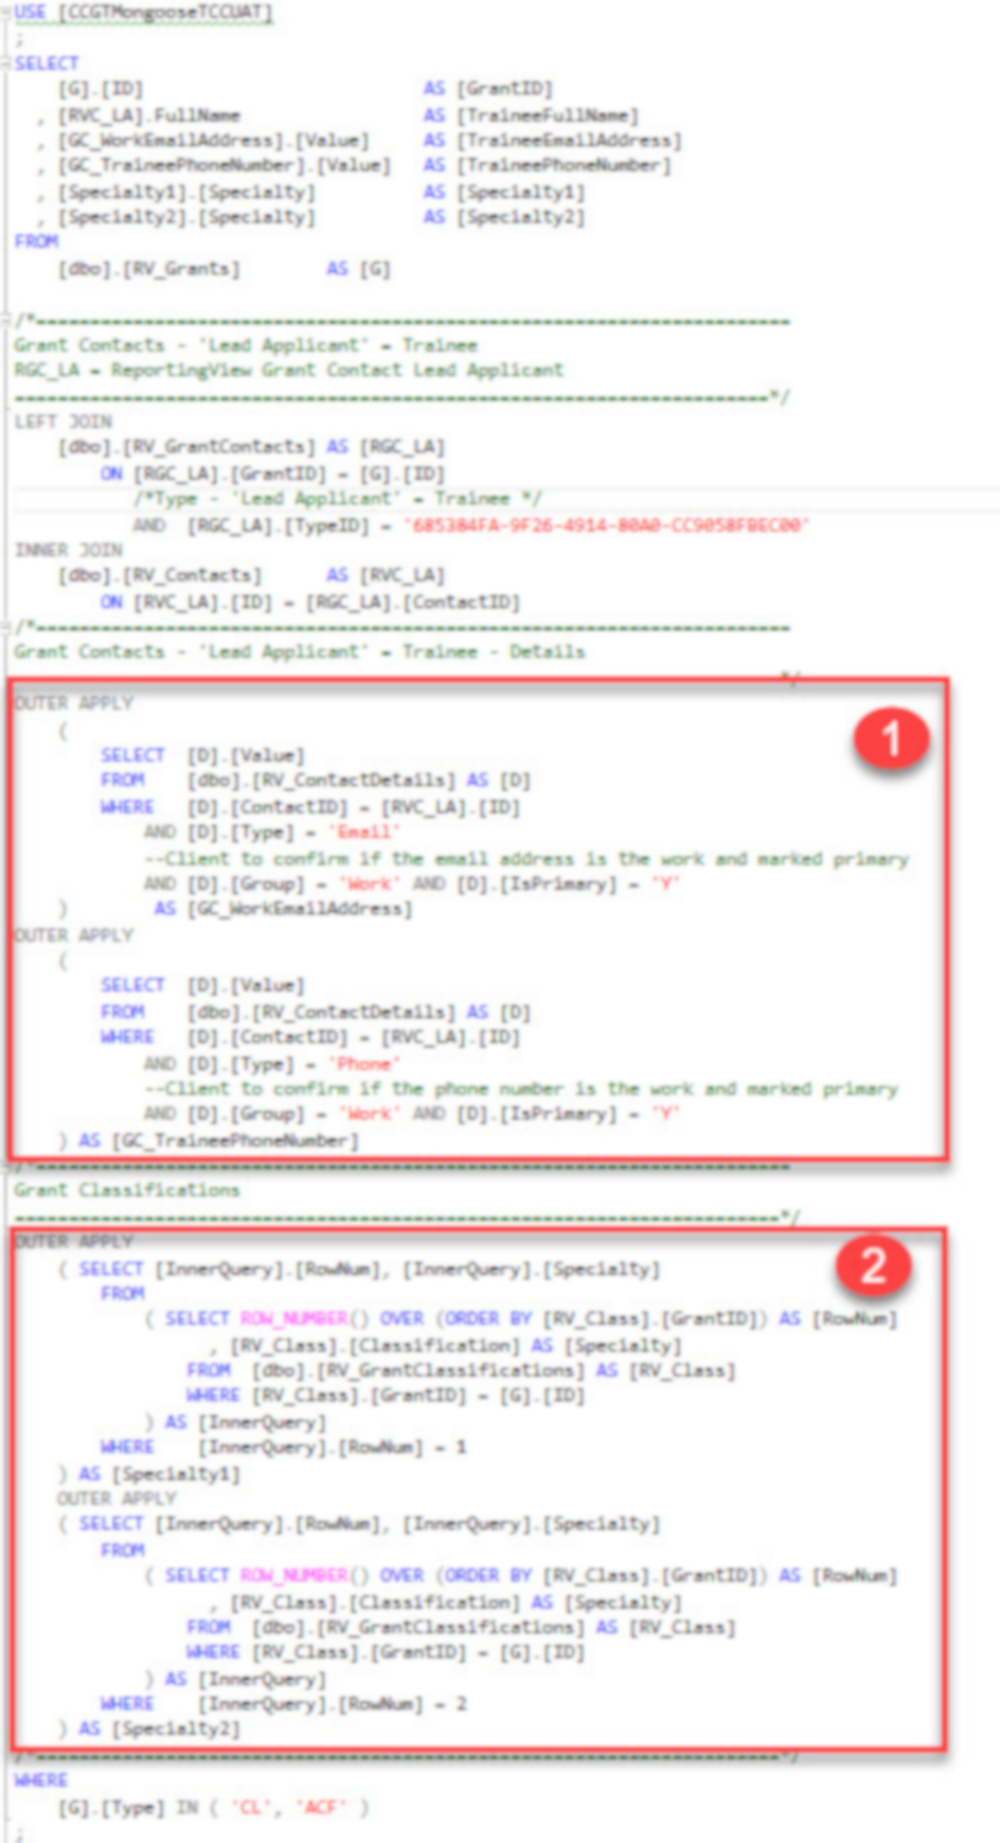 USE [CCGTMongooseTCCUAT]
;
SELECT
[G].[ID] AS [GrantID]
, [RVC_LA].FullName AS [TraineeFullName]
, [GC_WorkEmailAddress].[Value] AS [TraineeEmailAddress]
, [GC_TraineePhoneNumber].[Value] AS [TraineePhoneNumber]
, [Specialty1].[Specialty] AS [Specialty1]
, [Specialty2].[Specialty] AS [Specialty2]
FROM
[dbo].[RV_Grants] AS [G]
/*----------------------------------------------------------------------
Grant Contacts - 'Lead Applicant' = Trainee
RGC_LA = ReportingView Grant Contact Lead Applicant
----------------------------------------------------------------------*/
LEFT JOIN
[dbo].[RV_GrantContacts] AS [RGC_LA]
ON [RGC_LA].[GrantID] = [G].[ID]
/*Type - 'Lead Applicant' = Trainee */
AND [RGC_LA].[TypeID] =
INNER JOIN
[dbo].[RV_Contacts] AS [RVC_LA]
ON [RVC_LA].[ID] = [RGC_LA].[ContactID]
/*----------------------------------------------------------------------
Grant Contacts - 'Lead Applicant' = Trainee - Details
*/
OUTER APPLY
1
(
SELECT [D].[Value]
FROM [dbo].[RV_ContactDetails] AS [D]
WHERE [D].[ContactID] = [RVC_LA].[ID]
AND [D].[Type] = 'Email'
--Client to confirm if the email address is the work and marked primary
AND [D].[Group] = 'Work' AND [D].[IsPrimary] = 'Y'
) AS [GC_WorkEmailAddress]
OUTER APPLY
(
SELECT [D].[Value]
FROM [dbo].[RV_ContactDetails] AS [D]
WHERE [D].[ContactID] = [RVC_LA].[ID]
AND [D].[Type] = 'Phone'
--Client to confirm if the phone number is the work and marked primary
AND [D].[Group] = 'Work' AND [D].[IsPrimary] = 'Y'
) AS [GC_TraineePhoneNumber]
/*----------------------------------------------------------------------
Grant Classifications
----------------------------------------------------------------------*/
OUTER APPLY
2
( SELECT [InnerQuery].[RowNum], [InnerQuery].[Specialty]
FROM
( SELECT ROW_NUMBER() OVER (ORDER BY [RV_Class].[GrantID]) AS [RowNum]
, [RV_Class].[Classification] AS [Specialty]
FROM [dbo].[RV_GrantClassifications] AS [RV_Class]
WHERE [RV_Class].[GrantID] = [G].[ID]
) AS [InnerQuery]
WHERE [InnerQuery].[RowNum] = 1
) AS [Specialty1]
OUTER APPLY
( SELECT [InnerQuery].[RowNum], [InnerQuery].[Specialty]
FROM
( SELECT ROW_NUMBER() OVER (ORDER BY [RV_Class].[GrantID]) AS [RowNum]
, [RV_Class].[Classification] AS [Specialty]
FROM [dbo].[RV_GrantClassifications] AS [RV_Class]
WHERE [RV_Class].[GrantID] = [G].[ID]
) AS [InnerQuery]
WHERE [InnerQuery].[RowNum] = 2
) AS [Specialty2]
/*----------------------------------------------------------------------*/
WHERE
[G].[Type] IN ( 'CL', 'ACF' )
;